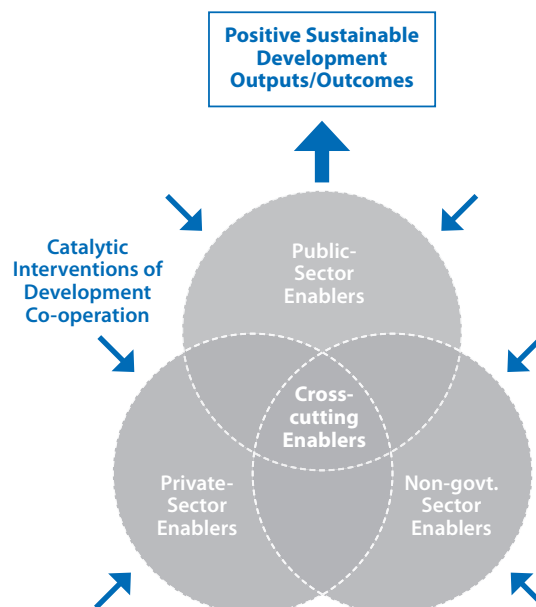 Positive Sustainable
Development
Outputs/Outcomes
Catalytic
Interventions of
Development
Co-operation
Public-
Sector
Enablers
Cross-
cutting
Enablers
Private-
Sector
Enablers
Non-govt.
Sector
Enablers